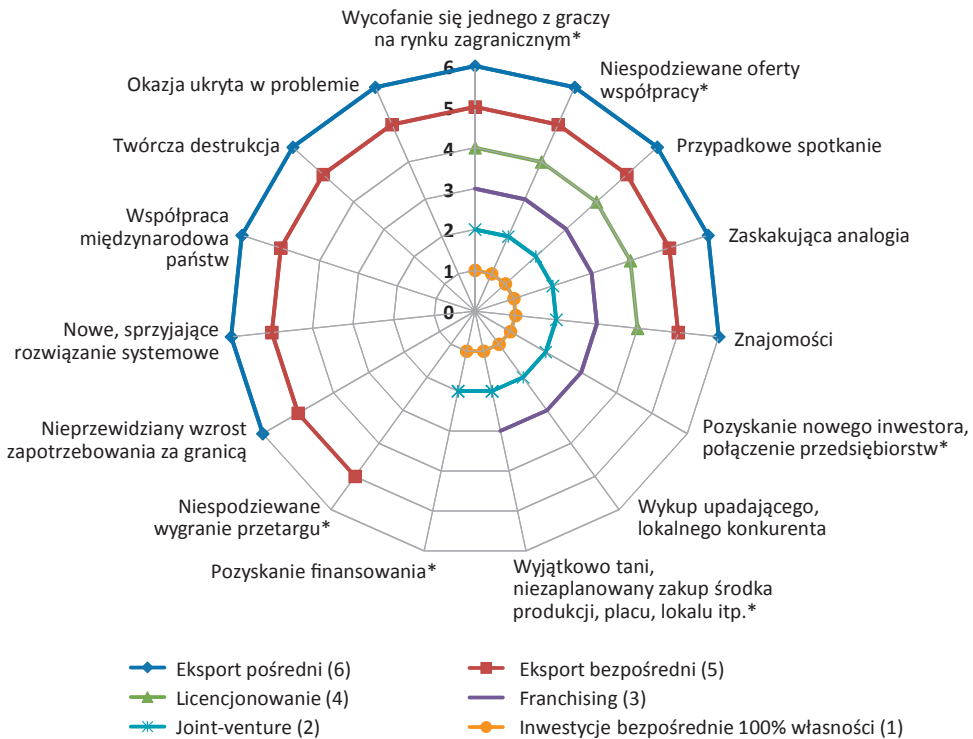 Wycofanie się jednego z graczy
na rynku zagranicznym*
Niespodziewane oferty
współpracy*
Przypadkowe spotkanie
Zaskakująca analogia
Znajomości
Pozyskanie nowego inwestora,
połączenie przedsiębiorstw*
Wykup upadającego,
lokalnego konkurenta
Wyjątkowo tani,
niezaplanowany zakup środka
produkcji, placu, lokalu itp.*
Pozyskanie finansowania*
Niespodziewane
wygranie przetargu*
Nieprzewidziany wzrost
zapotrzebowania za granicą
Nowe, sprzyjające
rozwiązanie systemowe
Współpraca
międzynarodowa
państw
Twórcza destrukcja
Okazja ukryta w problemie
6
5
4
3
2
1
0
Eksport pośredni (6)
Eksport bezpośredni (5)
Licencjonowanie (4)
Franchising (3)
Joint-venture (2)
Inwestycje bezpośrednie 100% własności (1)